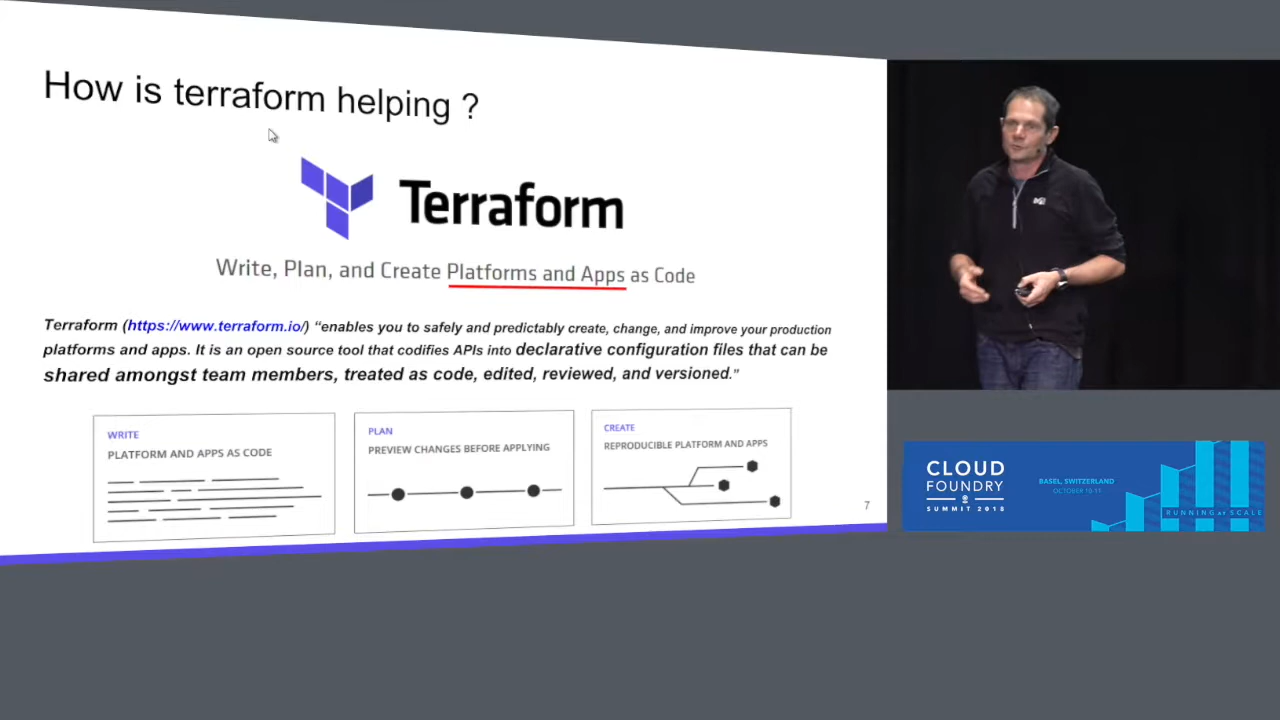 How is terraform helping ?
Terraform
Write, Plan, and Create Platforms and Apps as Code
Terraform (https://www.terraform.io/) “enables you to safely and predictably create, change, and improve your production
platforms and apps. It is an open source tool that codifies APIs into declarative configuration files that can be
shared amongst team members, treated as code, edited, reviewed, and versioned.”
WRITE
PLATFORM AND APPS AS CODE
PLAN
PREVIEW CHANGES BEFORE APPLYING
CREATE
REPRODUCIBLE PLATFORM AND APPS
7
CLOUD
FOUNDRY
SUMMIT 2018
BASEL, SWITZERLAND
OCTOBER 10-11
RUNNING AT SCALE